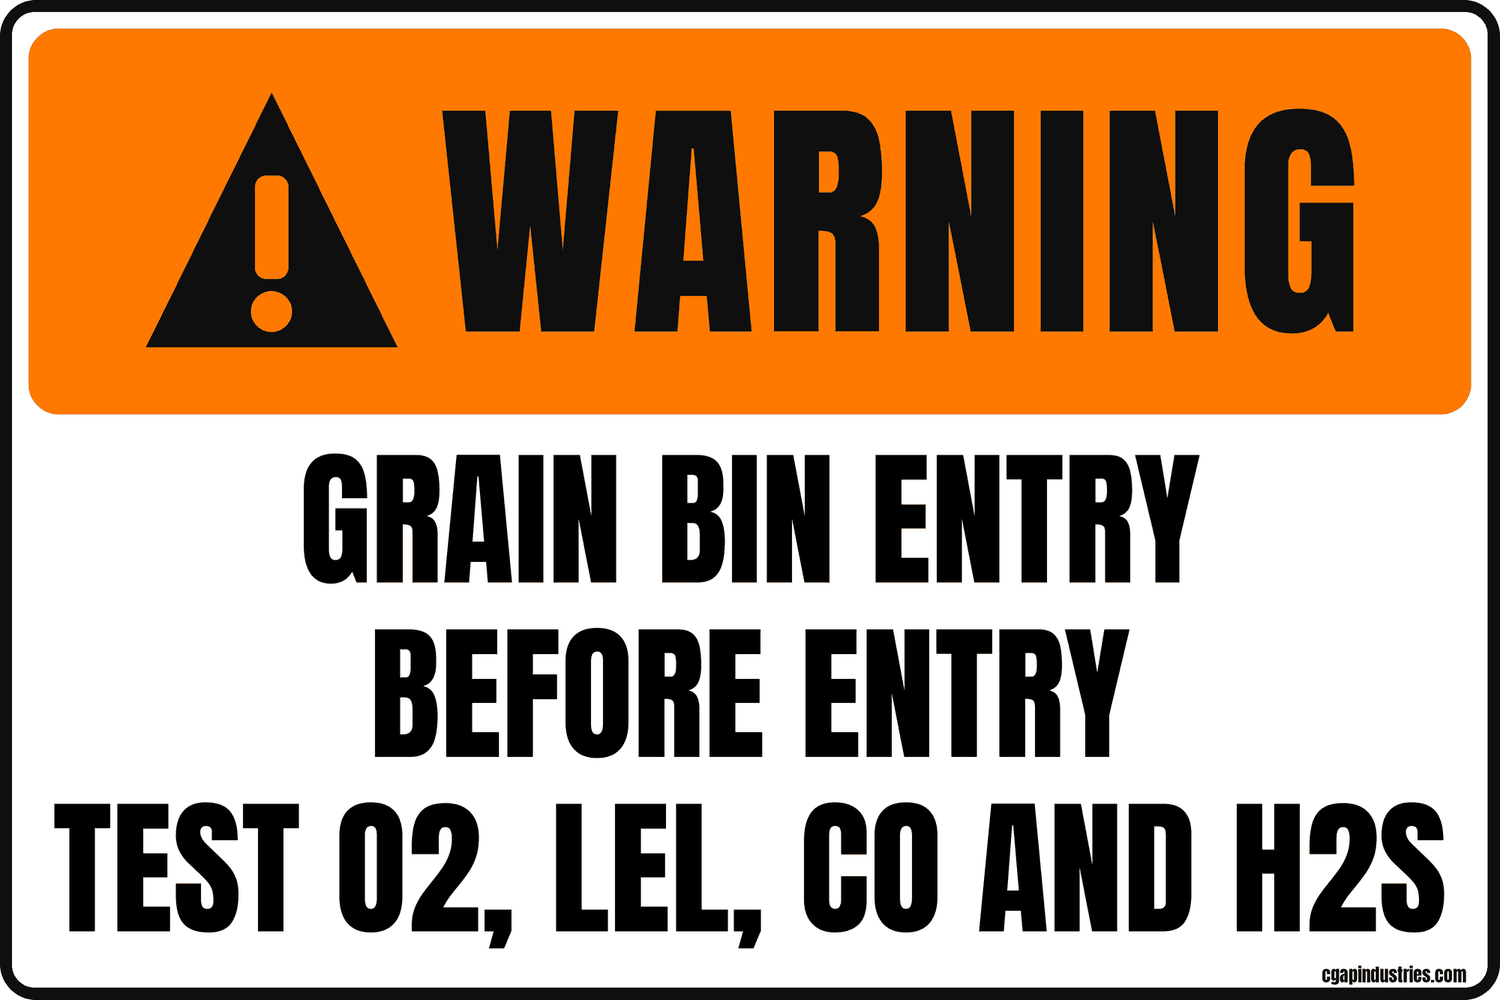 WARNING
GRAIN BIN ENTRY
BEFORE ENTRY
TEST O2, LEL, CO AND H2S
cgapindustries.com